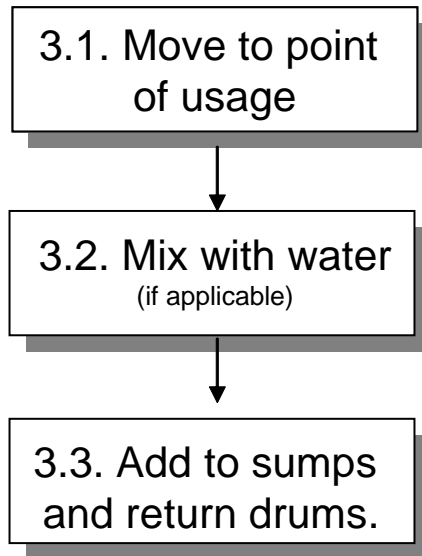 3.1. Move to point
of usage
3.2. Mix with water
(if applicable)
3.3. Add to sumps
and return drums.